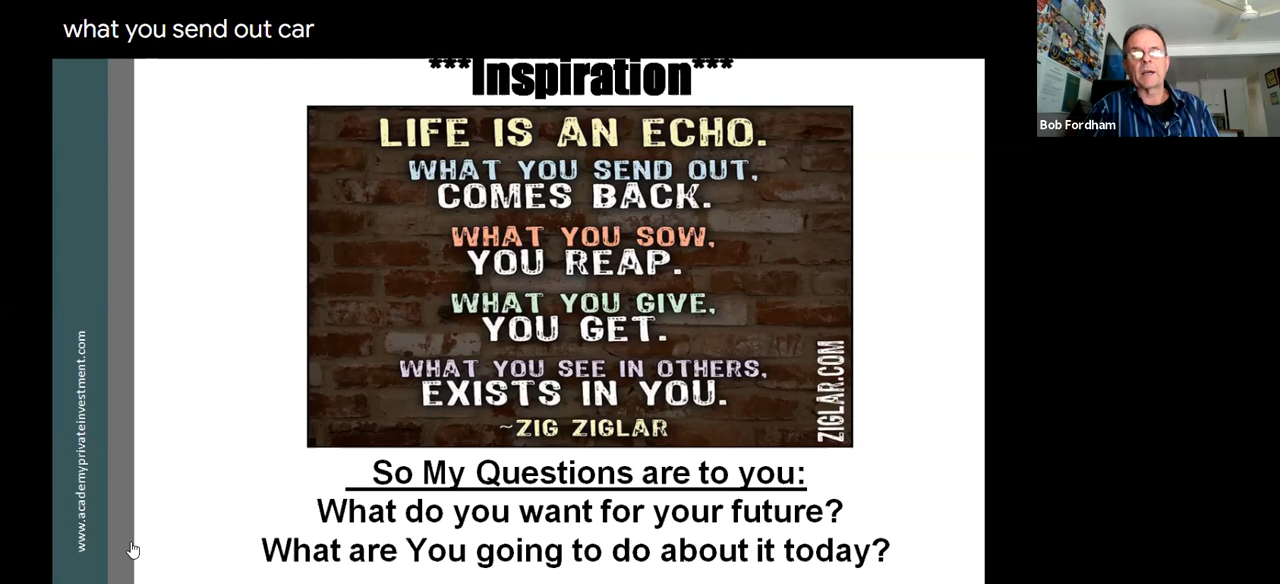 what you send out car
***Inspiration***
LIFE IS AN ECHO.
WHAT YOU SEND OUT,
COMES BACK.
WHAT YOU SOW,
YOU REAP.
WHAT YOU GIVE,
YOU GET.
WHAT YOU SEE IN OTHERS,
EXISTS IN YOU.
~ZIG ZIGLAR
ZIGLAR.COM
So My Questions are to you:
What do you want for your future?
What are You going to do about it today?
www.academyprivateinvestment.com
Bob Fordham